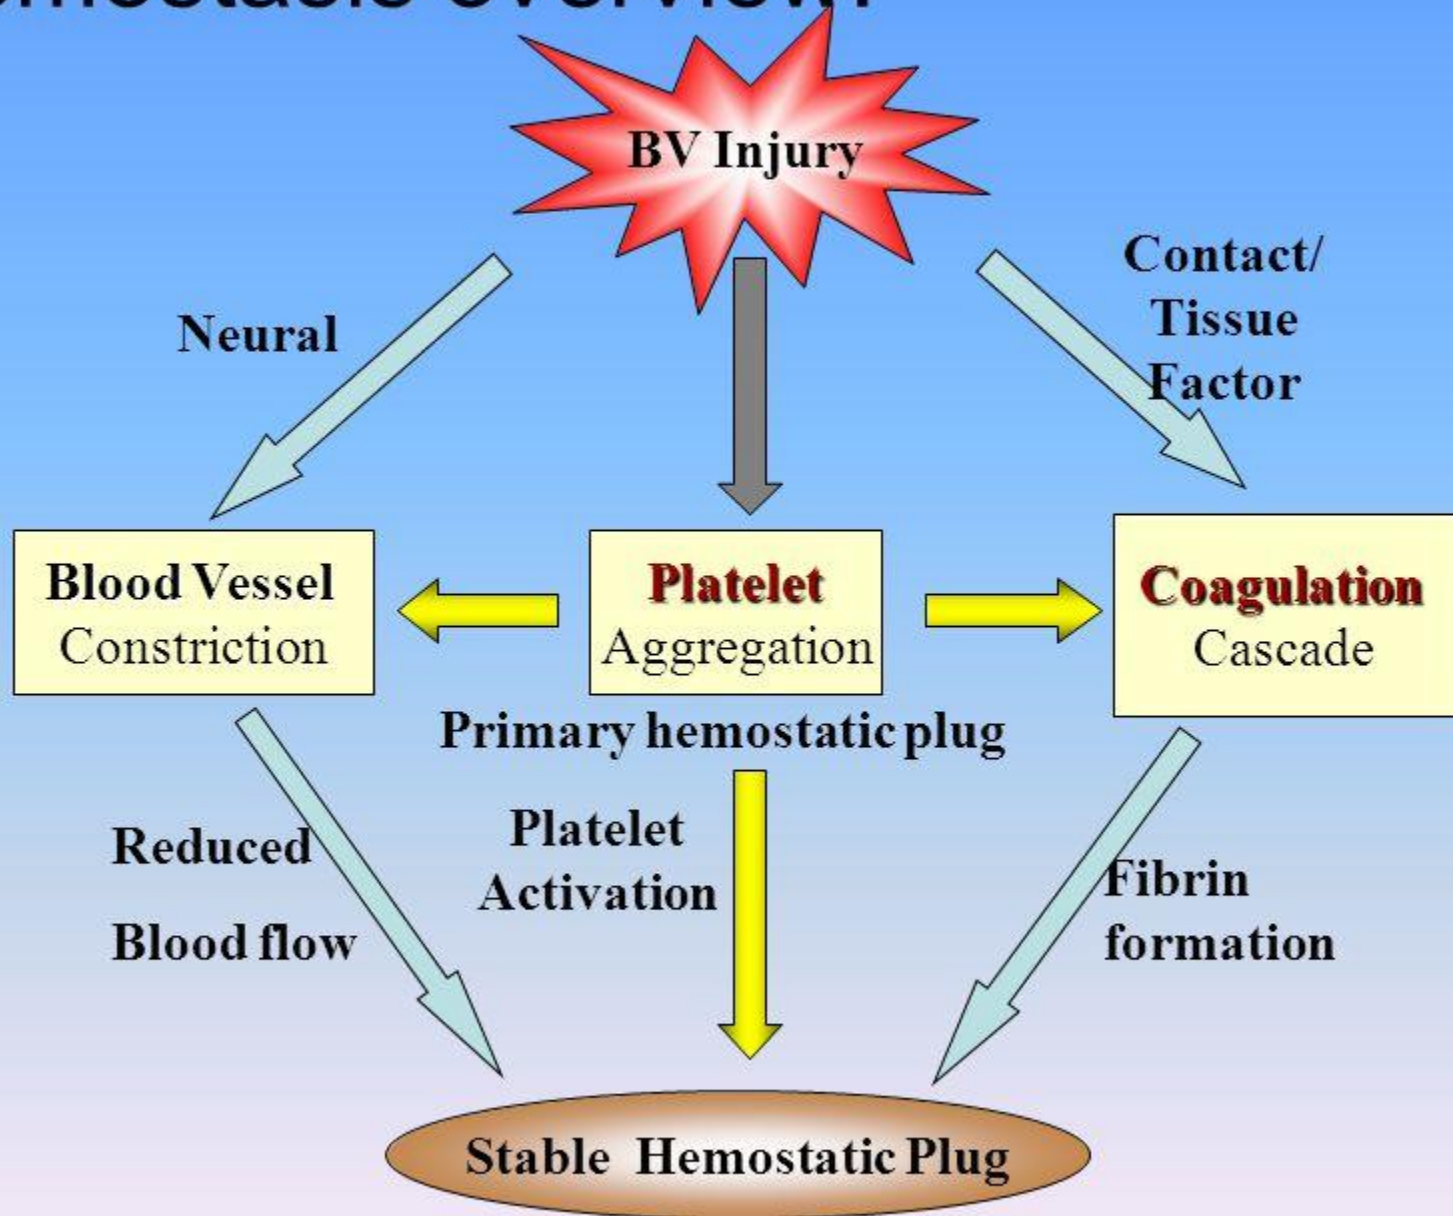 overview:
BV Injury
Contact/
Tissue
Factor
Neural
Blood Vessel
Constriction
Platelet
Aggregation
Coagulation
Cascade
Primary hemostatic plug
Platelet
Activation
Reduced
Blood flow
Fibrin
formation
Stable Hemostatic Plug